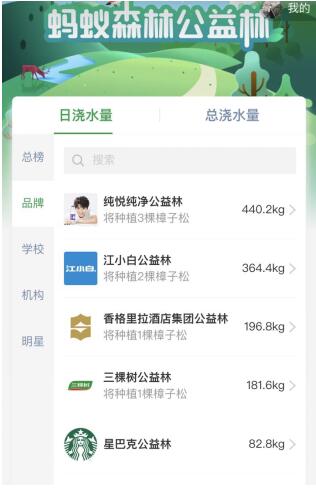 我的
蚂蚁森林公益林
日浇水量
总浇水量
总榜
搜索
品牌
纯悦纯净公益林
将种植3棵樟子松
440.2kg
学校
江小白
江小白公益林
将种植2棵樟子松
364.4kg
机构
香格里拉酒店集团公益林
将种植1棵樟子松
196.8kg
明星
三棵树
三棵树公益林
将种植1棵樟子松
181.6kg
星巴克公益林
82.8kg